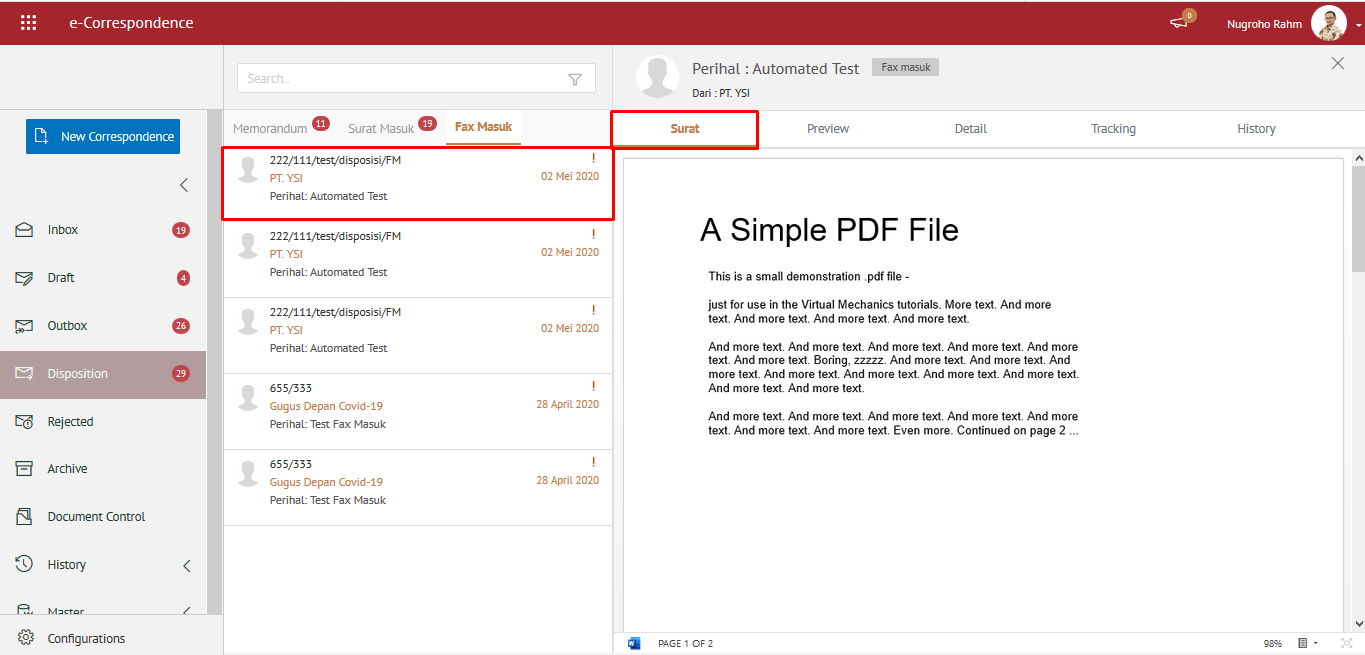 e-Correspondence
0
Nugroho Rahm
New Correspondence
Inbox
19
Draft
4
Outbox
26
Disposition
29
Rejected
Archive
Document Control
History
Master
Configurations
Search..
Memorandum
11
Surat Masuk
19
Fax Masuk
222/111/test/disposisi/FM
!
PT. YSI
02 Mei 2020
Perihal: Automated Test
222/111/test/disposisi/FM
!
PT. YSI
02 Mei 2020
Perihal: Automated Test
222/111/test/disposisi/FM
!
PT. YSI
02 Mei 2020
Perihal: Automated Test
655/333
!
Gugus Depan Covid-19
28 April 2020
Perihal: Test Fax Masuk
655/333
!
Gugus Depan Covid-19
28 April 2020
Perihal: Test Fax Masuk
Perihal : Automated Test
Fax masuk
Dari : PT. YSI
Surat
Preview
Detail
Tracking
History
A Simple PDF File
This is a small demonstration .pdf file -
just for use in the Virtual Mechanics tutorials. More text. And more
text. And more text. And more text. And more text.
And more text. And more text. And more text. And more text. And more
text. And more text. Boring, zzzzz. And more text. And more text. And
more text. And more text. And more text. And more text. And more text.
And more text. And more text.
And more text. And more text. And more text. And more text. And more
text. And more text. And more text. Even more. Continued on page 2 ...
PAGE 1 OF 2
98%